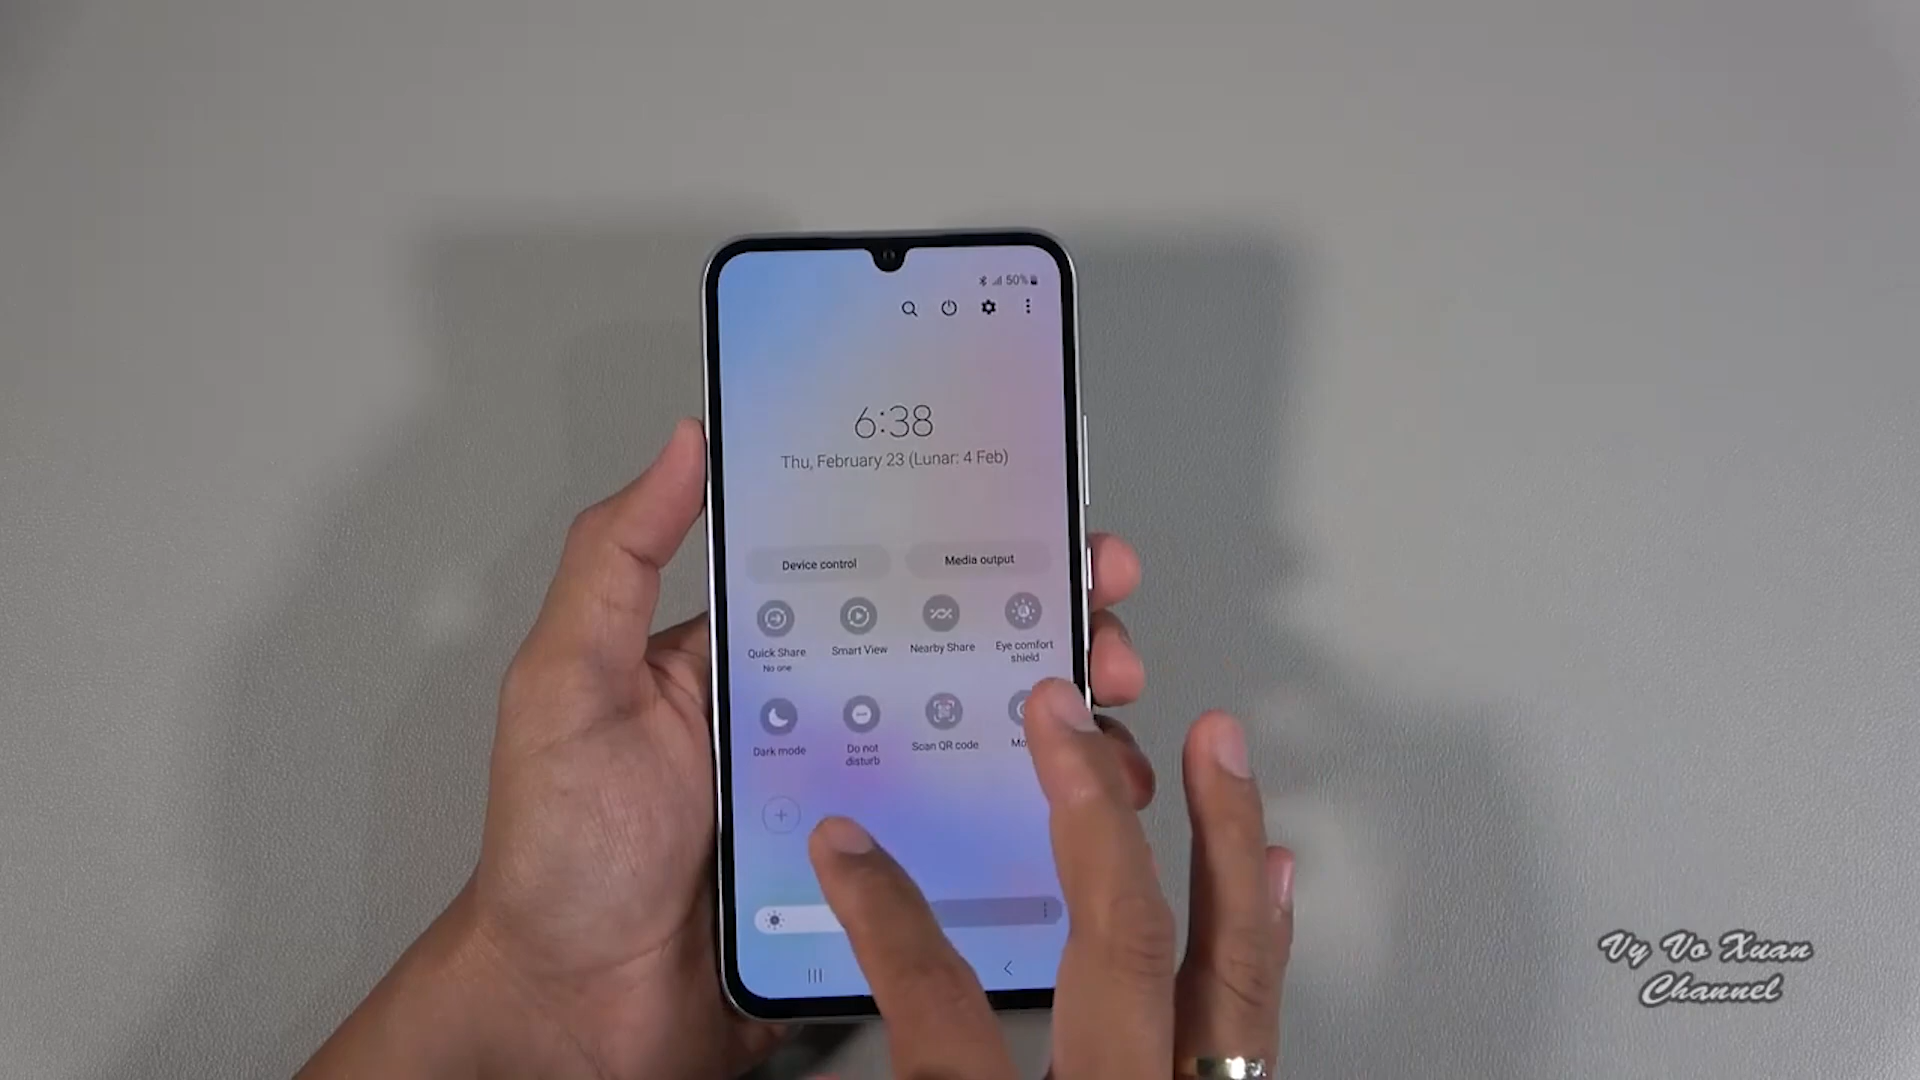 50%
6:38
Thu, February 23 (Lunar: 4 Feb)
Device control
Media output
Quick Share
No one
Smart View
Nearby Share
Eye comfort
shield
Dark mode
Do not
disturb
Scan QR code
Vy Vo Xuan
Channel